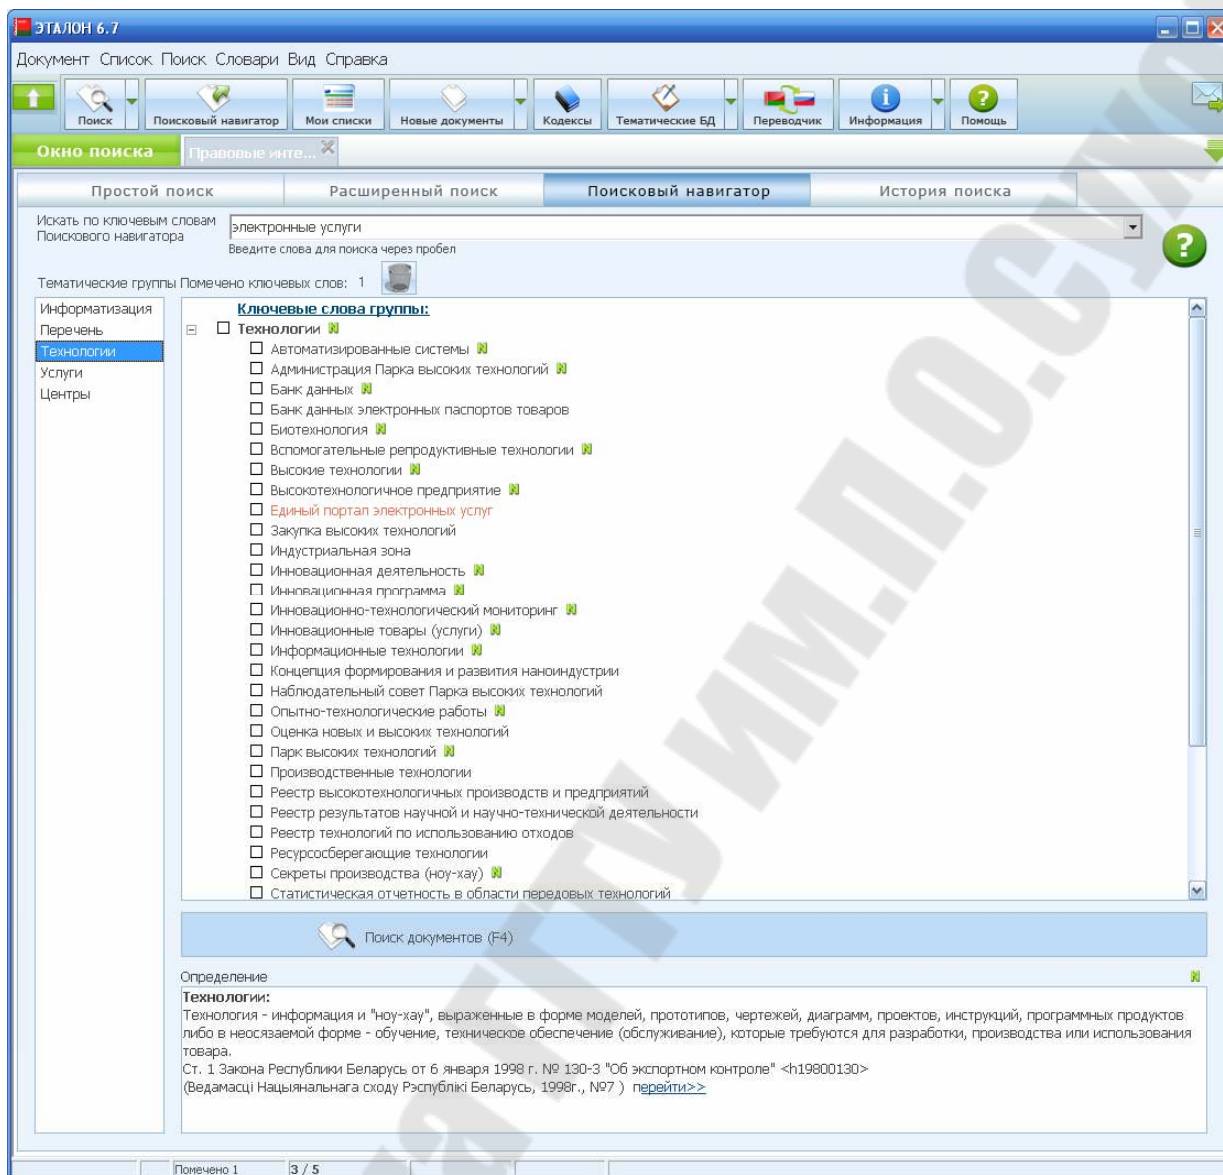 ЭТАЛОН 6.7
Документ Список Поиск Словари Вид Справка
Поиск Поисковый навигатор Мои списки Новые документы Кодексы Тематические БД Переводчик Информация Помощь
Окно поиска Правовые инте...
Простой поиск Расширенный поиск Поисковый навигатор История поиска
Искать по ключевым словам
Поискового навигатора
электронные услуги
Введите слова для поиска через пробел
Тематические группы Помечено ключевых слов: 1
Информатизация
Перечень
Технологии
Услуги
Центры
Ключевые слова группы:
Технологии N
Автоматизированные системы N
Администрация Парка высоких технологий N
Банк данных N
Банк данных электронных паспортов товаров
Биотехнология N
Вспомогательные репродуктивные технологии N
Высокие технологии N
Высокотехнологичное предприятие N
Единый портал электронных услуг
Закупка высоких технологий
Индустриальная зона
Инновационная деятельность N
Инновационная программа N
Инновационно-технологический мониторинг N
Инновационные товары (услуги) N
Информационные технологии N
Концепция формирования и развития наноиндустрии
Наблюдательный совет Парка высоких технологий
Опытно-технологические работы N
Оценка новых и высоких технологий
Парк высоких технологий N
Производственные технологии
Реестр высокотехнологичных производств и предприятий
Реестр результатов научной и научно-технической деятельности
Реестр технологий по использованию отходов
Ресурсосберегающие технологии
Секреты производства (ноу-хау) N
Статистическая отчетность в области передовых технологий
Поиск документов (F4)
Определение N
Технологии:
Технология - информация и "ноу-хау", выраженные в форме моделей, прототипов, чертежей, диаграмм, проектов, инструкций, программных продуктов
либо в неосязаемой форме - обучение, техническое обеспечение (обслуживание), которые требуются для разработки, производства или использования
товара.
Ст. 1 Закона Республики Беларусь от 6 января 1998 г. № 130-З "Об экспортном контроле" <h19800130>
(Ведамасці Нацыянальнага сходу Рэспублікі Беларусь, 1998г., №7 ) перейти>>
Помечено 1 3 / 5
ГГТУ ИМ.П.О.СУХО